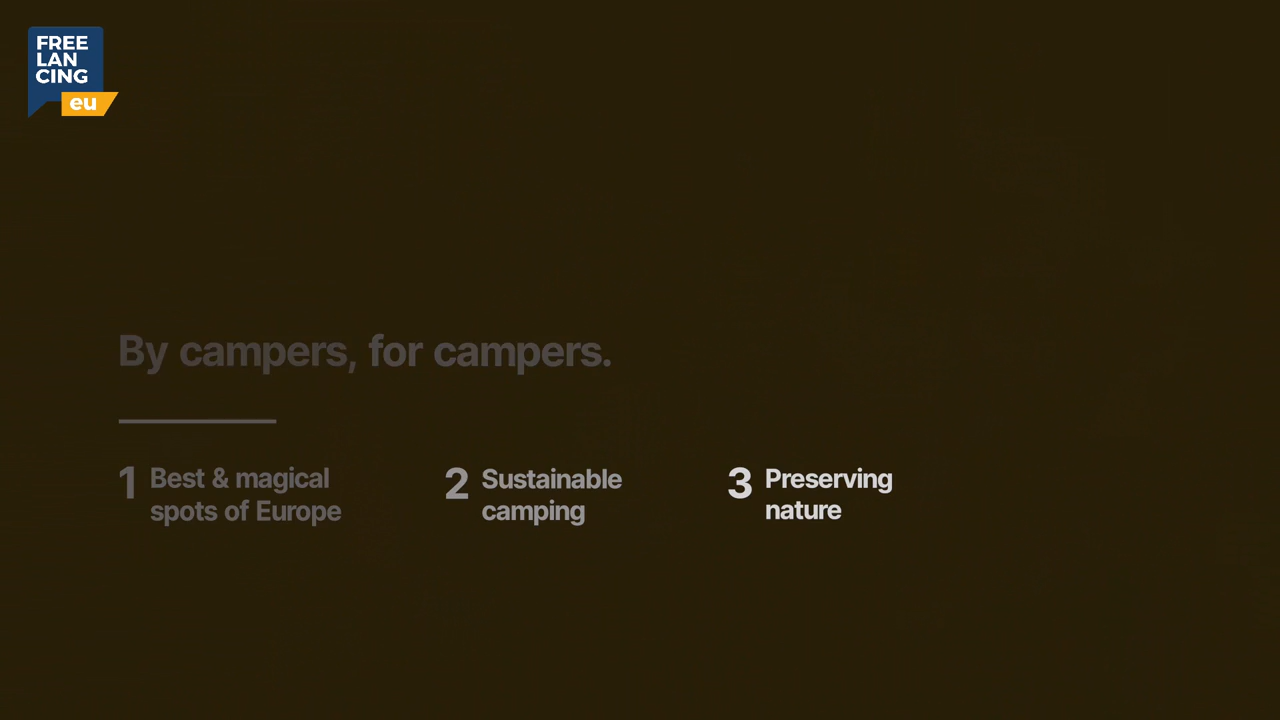 FREE
LAN
CING
eu
By campers, for campers.
1 Best & magical
spots of Europe
2 Sustainable
camping
3 Preserving
nature